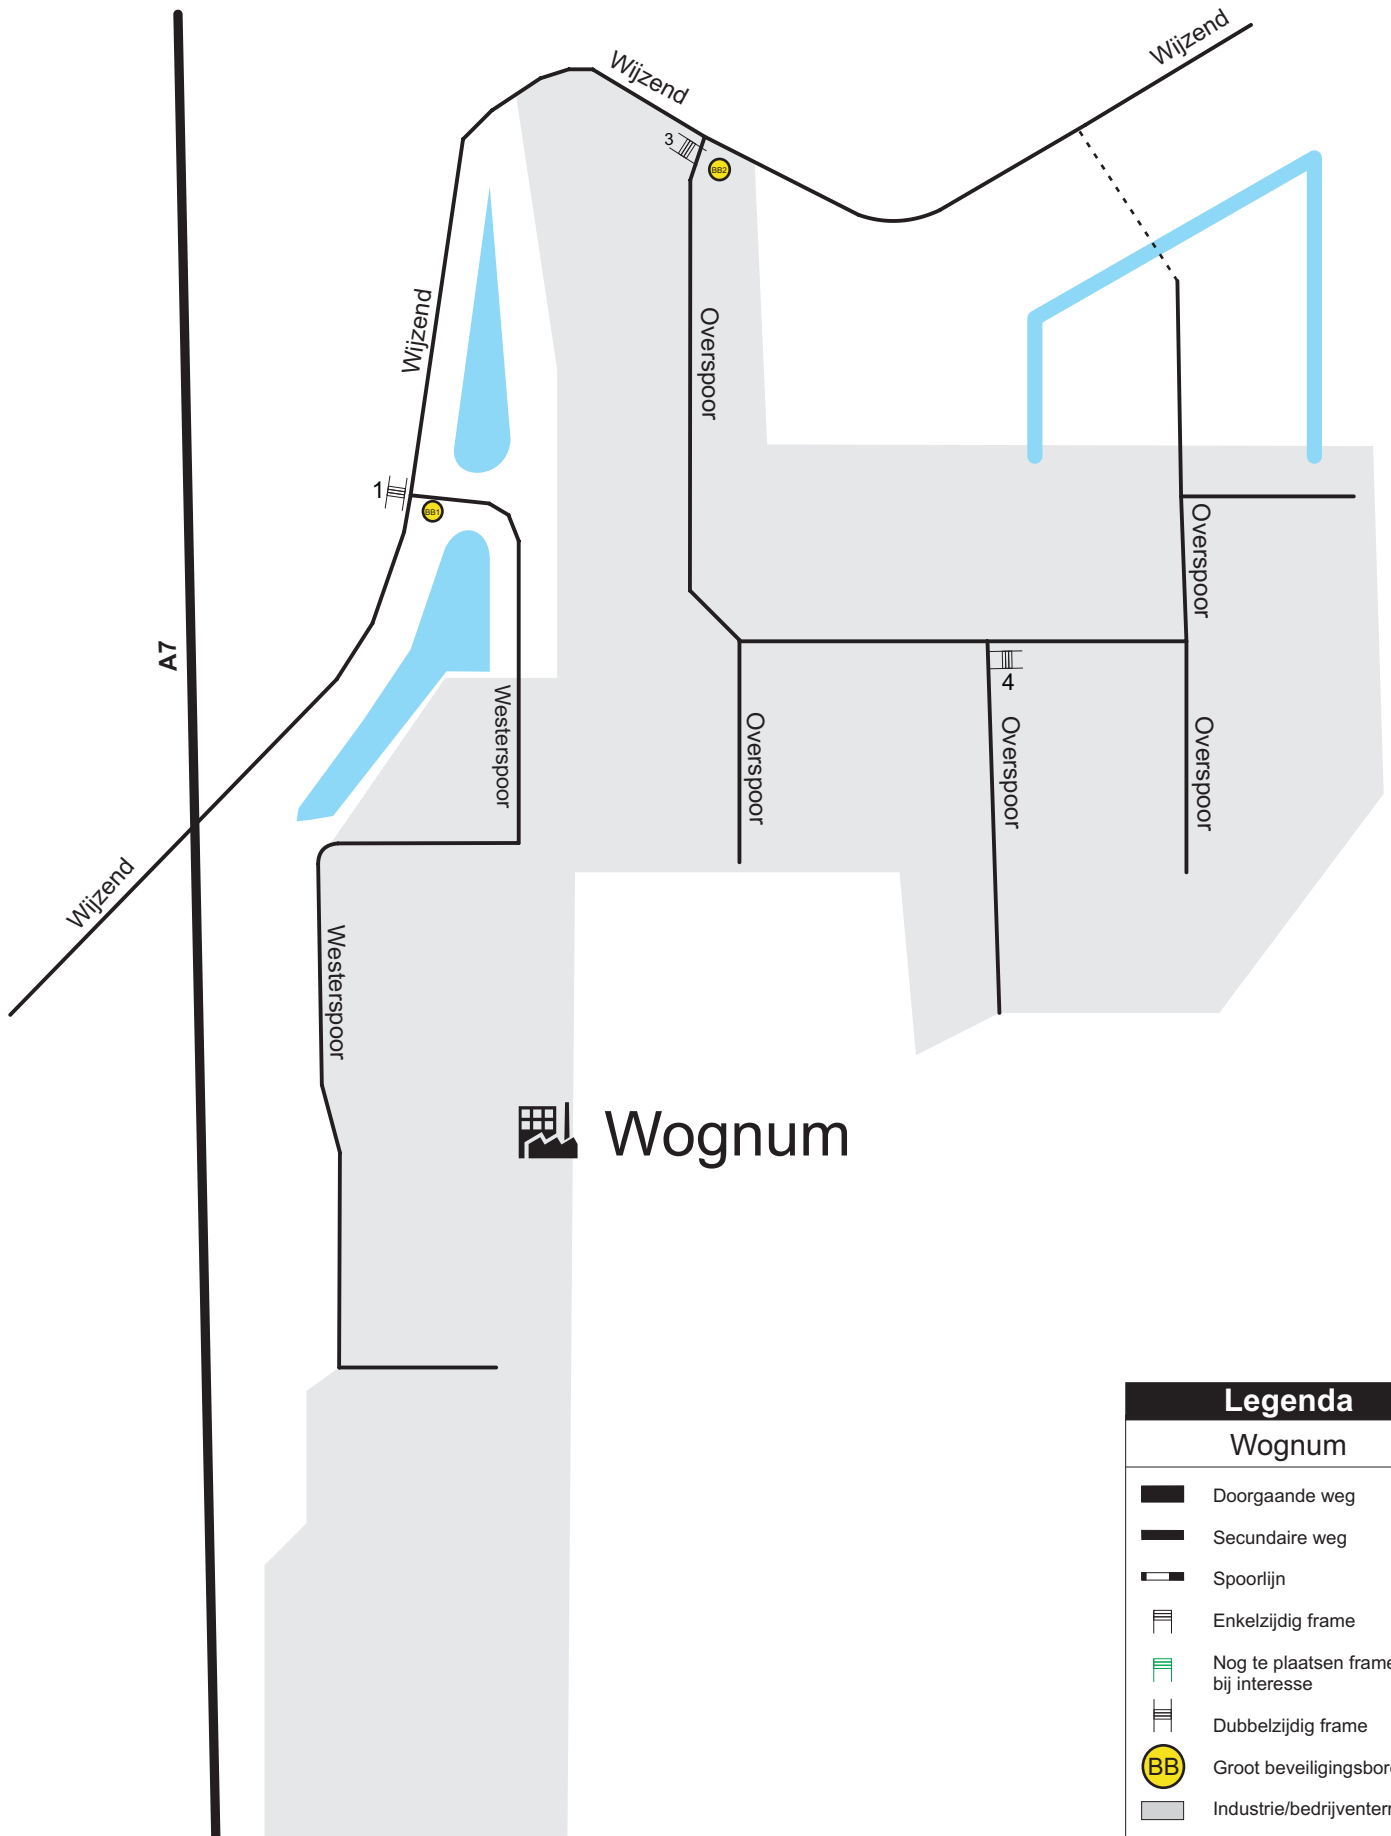 Wijzend
Wijzend
3
BB2
Wijzend
Overspoor
1
BB1
Overspoor
A7
4
Westerspoor
Overspoor
Overspoor
Overspoor
Wijzend
Westerspoor
Wognum
Legenda
Wognum
Doorgaande weg
Secundaire weg
Spoorlijn
Enkelzijdig frame
Nog te plaatsen frame
bij interesse
Dubbelzijdig frame
BB Groot beveiligingsbor
Industrie/bedrijventerr